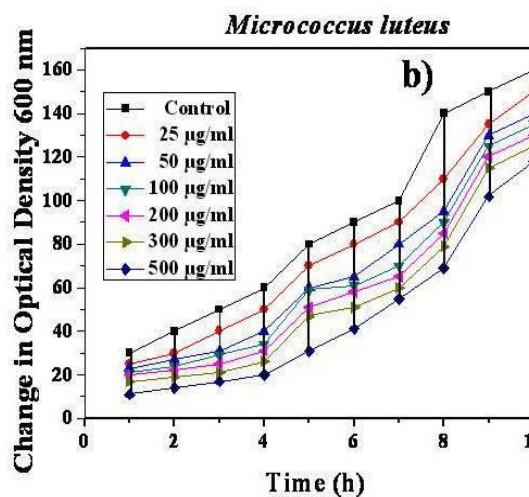 Micrococcus luteus
b)
Change in Optical Density 600 nm
160
140
120
100
80
60
40
20
0
Control
25 µg/ml
50 µg/ml
100 µg/ml
200 µg/ml
300 µg/ml
500 µg/ml
0 2 4 6 8 1
Time (h)